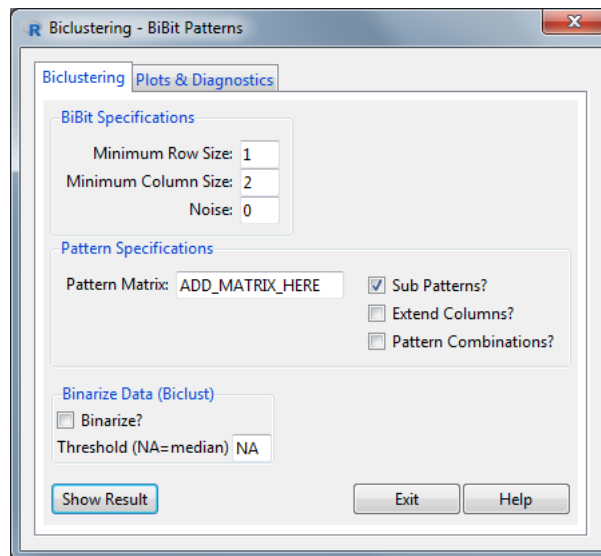 R Biclustering - BiBit Patterns
Biclustering Plots & Diagnostics
BiBit Specifications
Minimum Row Size: 1
Minimum Column Size: 2
Noise: 0
Pattern Specifications
Pattern Matrix: ADD_MATRIX_HERE Sub Patterns?
Extend Columns?
Pattern Combinations?
Binarize Data (Biclust)
Binarize?
Threshold (NA=median) NA
Show Result Exit Help